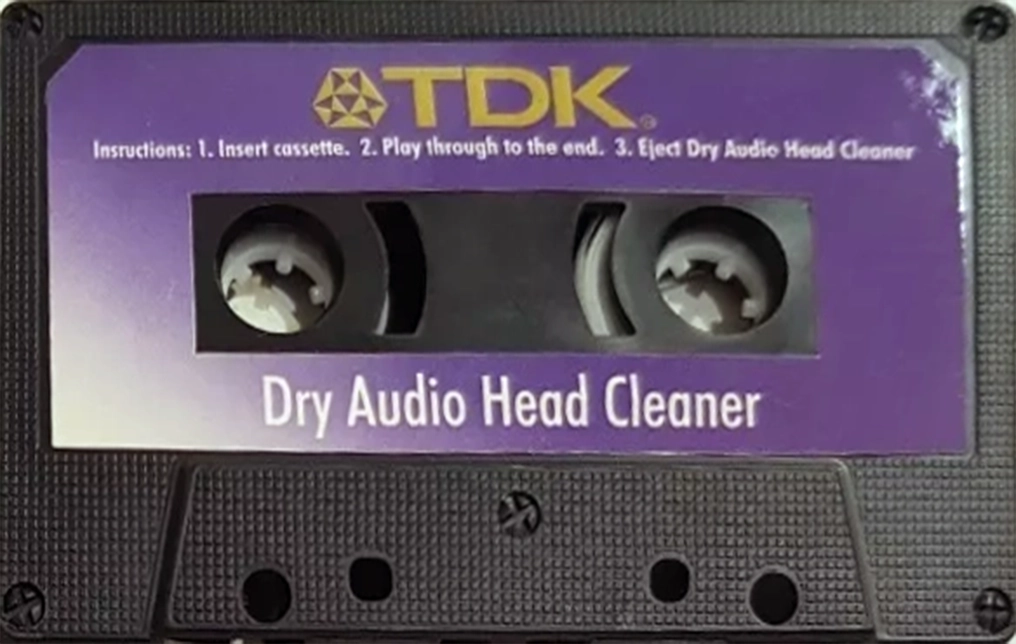 TDK®
Insructions: 1. Insert cassette. 2. Play through to the end. 3. Eject Dry Audio Head Cleaner
Dry Audio Head Cleaner